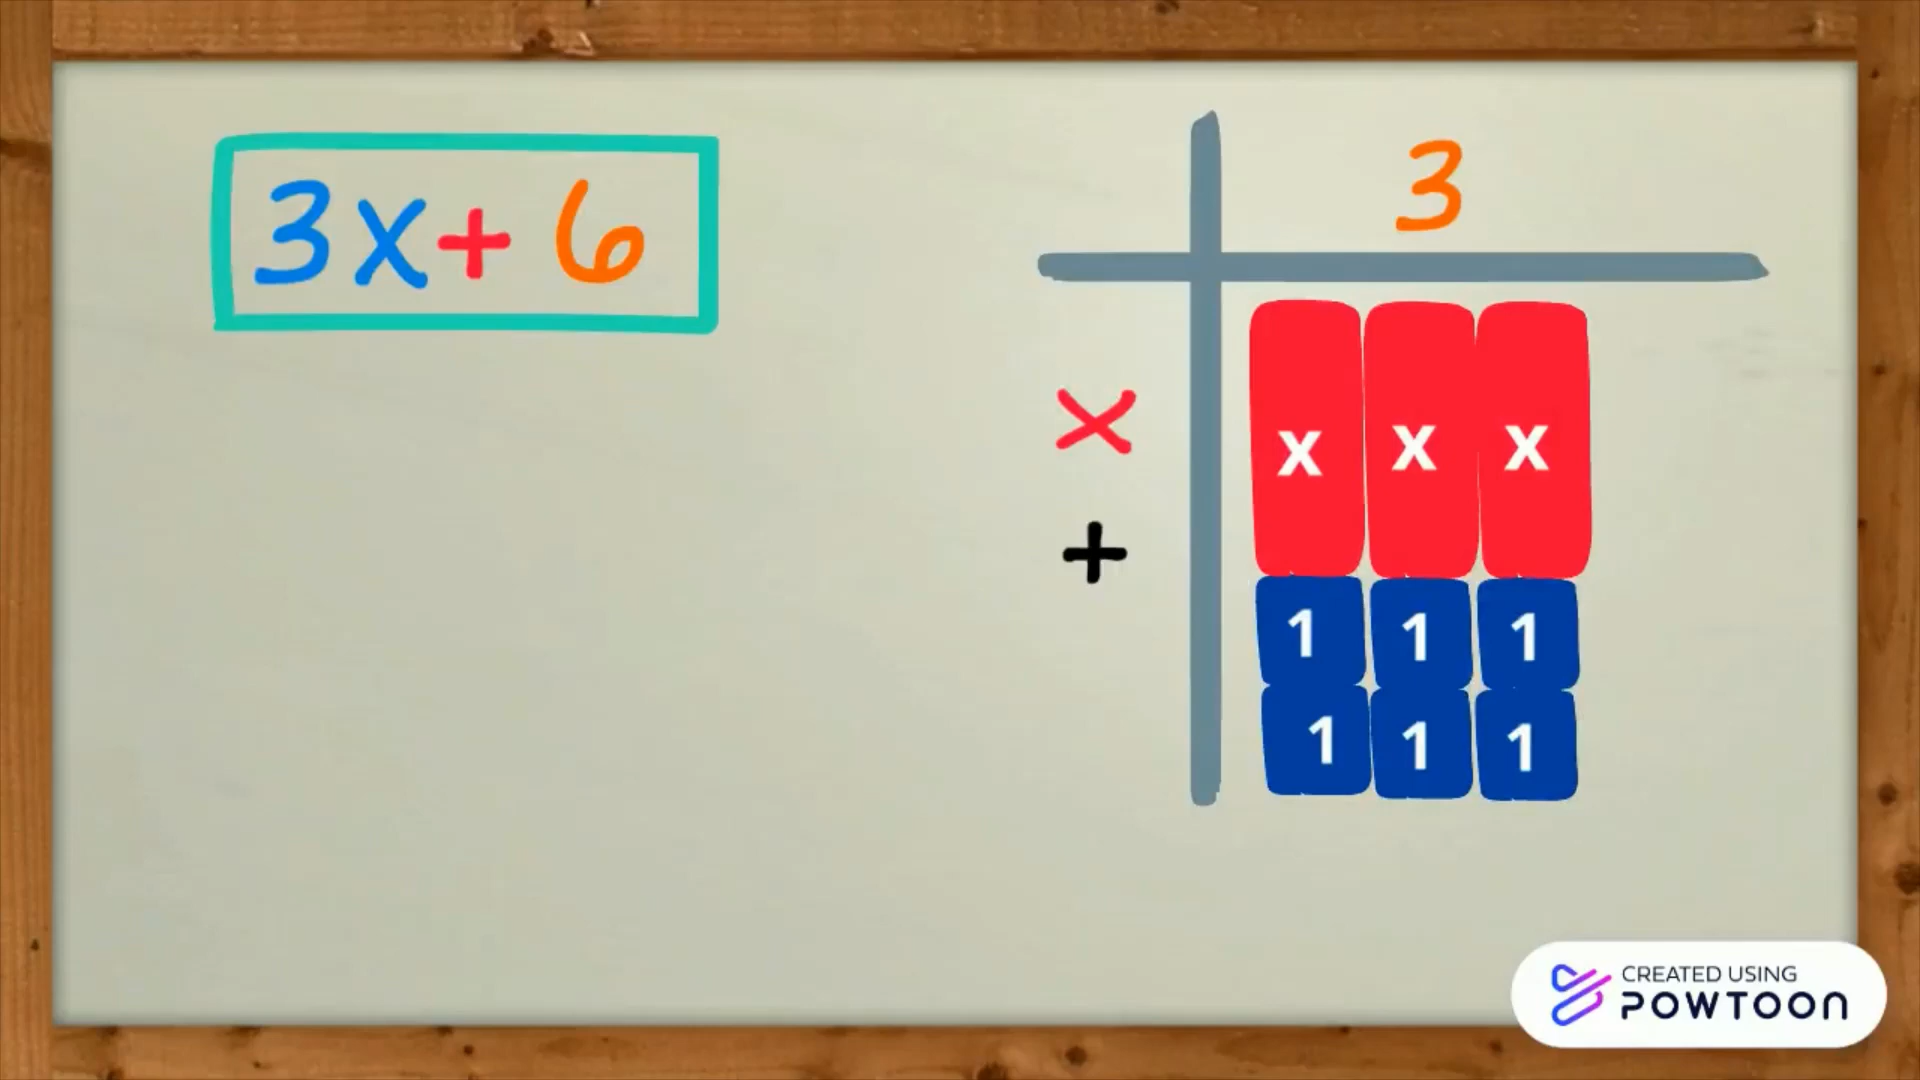 3x+ 6
3
x
+
x x x
1 1 1
1 1 1
CREATED USING
POWTOON